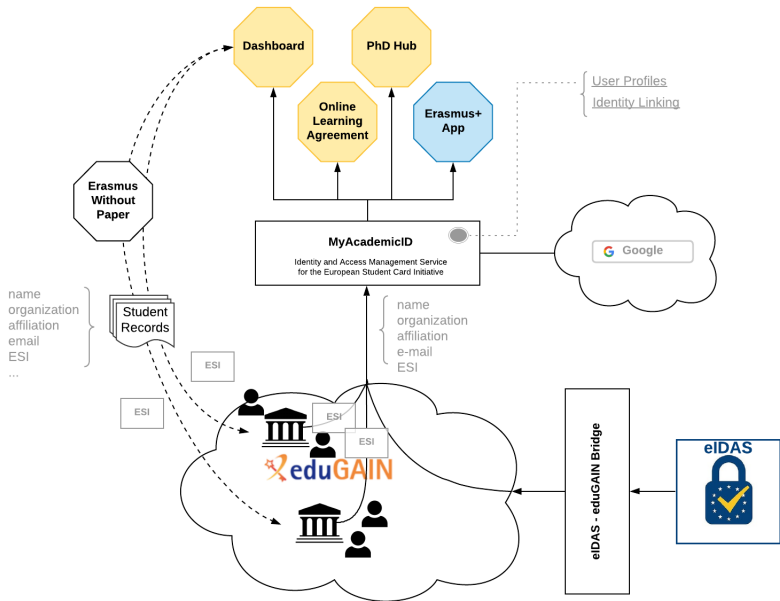 Dashboard
PhD Hub
Online
Learning
Agreement
Erasmus+
App
User Profiles
Identity Linking
Erasmus
Without
Paper
MyAcademicID
Identity and Access Management Service
for the European Student Card Initiative
Google
name
organization
affiliation
email
ESI
...
Student
Records
name
organization
affiliation
e-mail
ESI
ESI
ESI
ESI
ESI
eduGAIN
eIDAS - eduGAIN Bridge
eIDAS